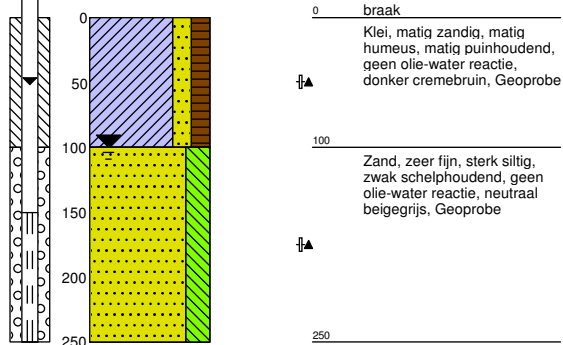 0
50
100
150
200
250
0
braak
Klei, matig zandig, matig
humeus, matig puinhoudend,
geen olie-water reactie,
donker cremebruin, Geoprobe
100
Zand, zeer fijn, sterk siltig,
zwak schelphoudend, geen
olie-water reactie, neutraal
beigegrijs, Geoprobe
250